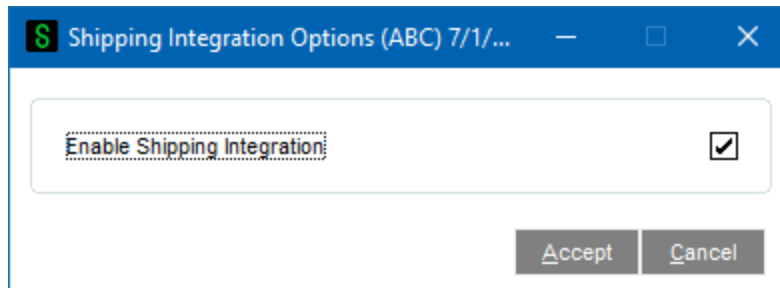 S Shipping Integration Options (ABC) 7/1/...
Enable Shipping Integration
Accept Cancel